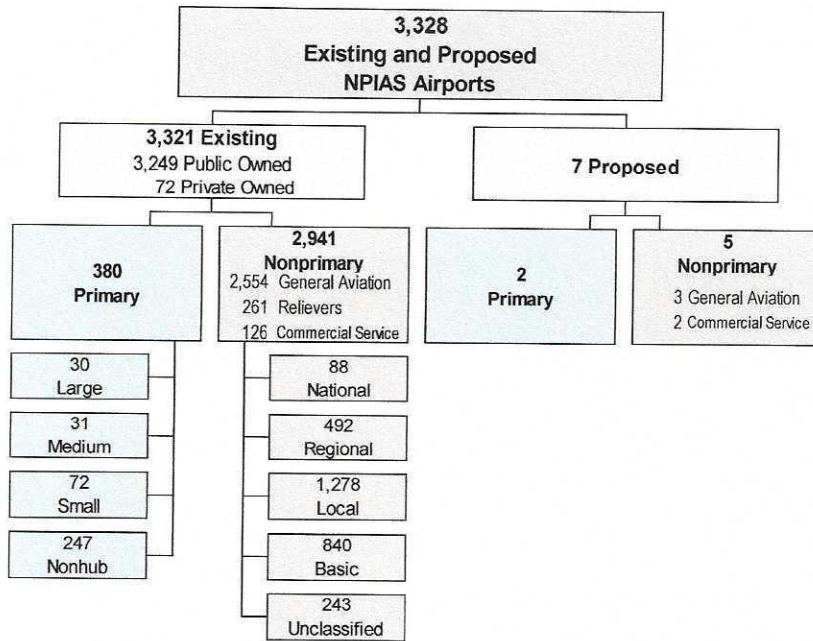 3,328
Existing and Proposed
NPIAS Airports
3,321 Existing
3,249 Public Owned
72 Private Owned
7 Proposed
380
Primary
2,941
Nonprimary
2,554 General Aviation
261 Relievers
126 Commercial Service
2
Primary
5
Nonprimary
3 General Aviation
2 Commercial Service
30
Large
31
Medium
72
Small
247
Nonhub
88
National
492
Regional
1,278
Local
840
Basic
243
Unclassified